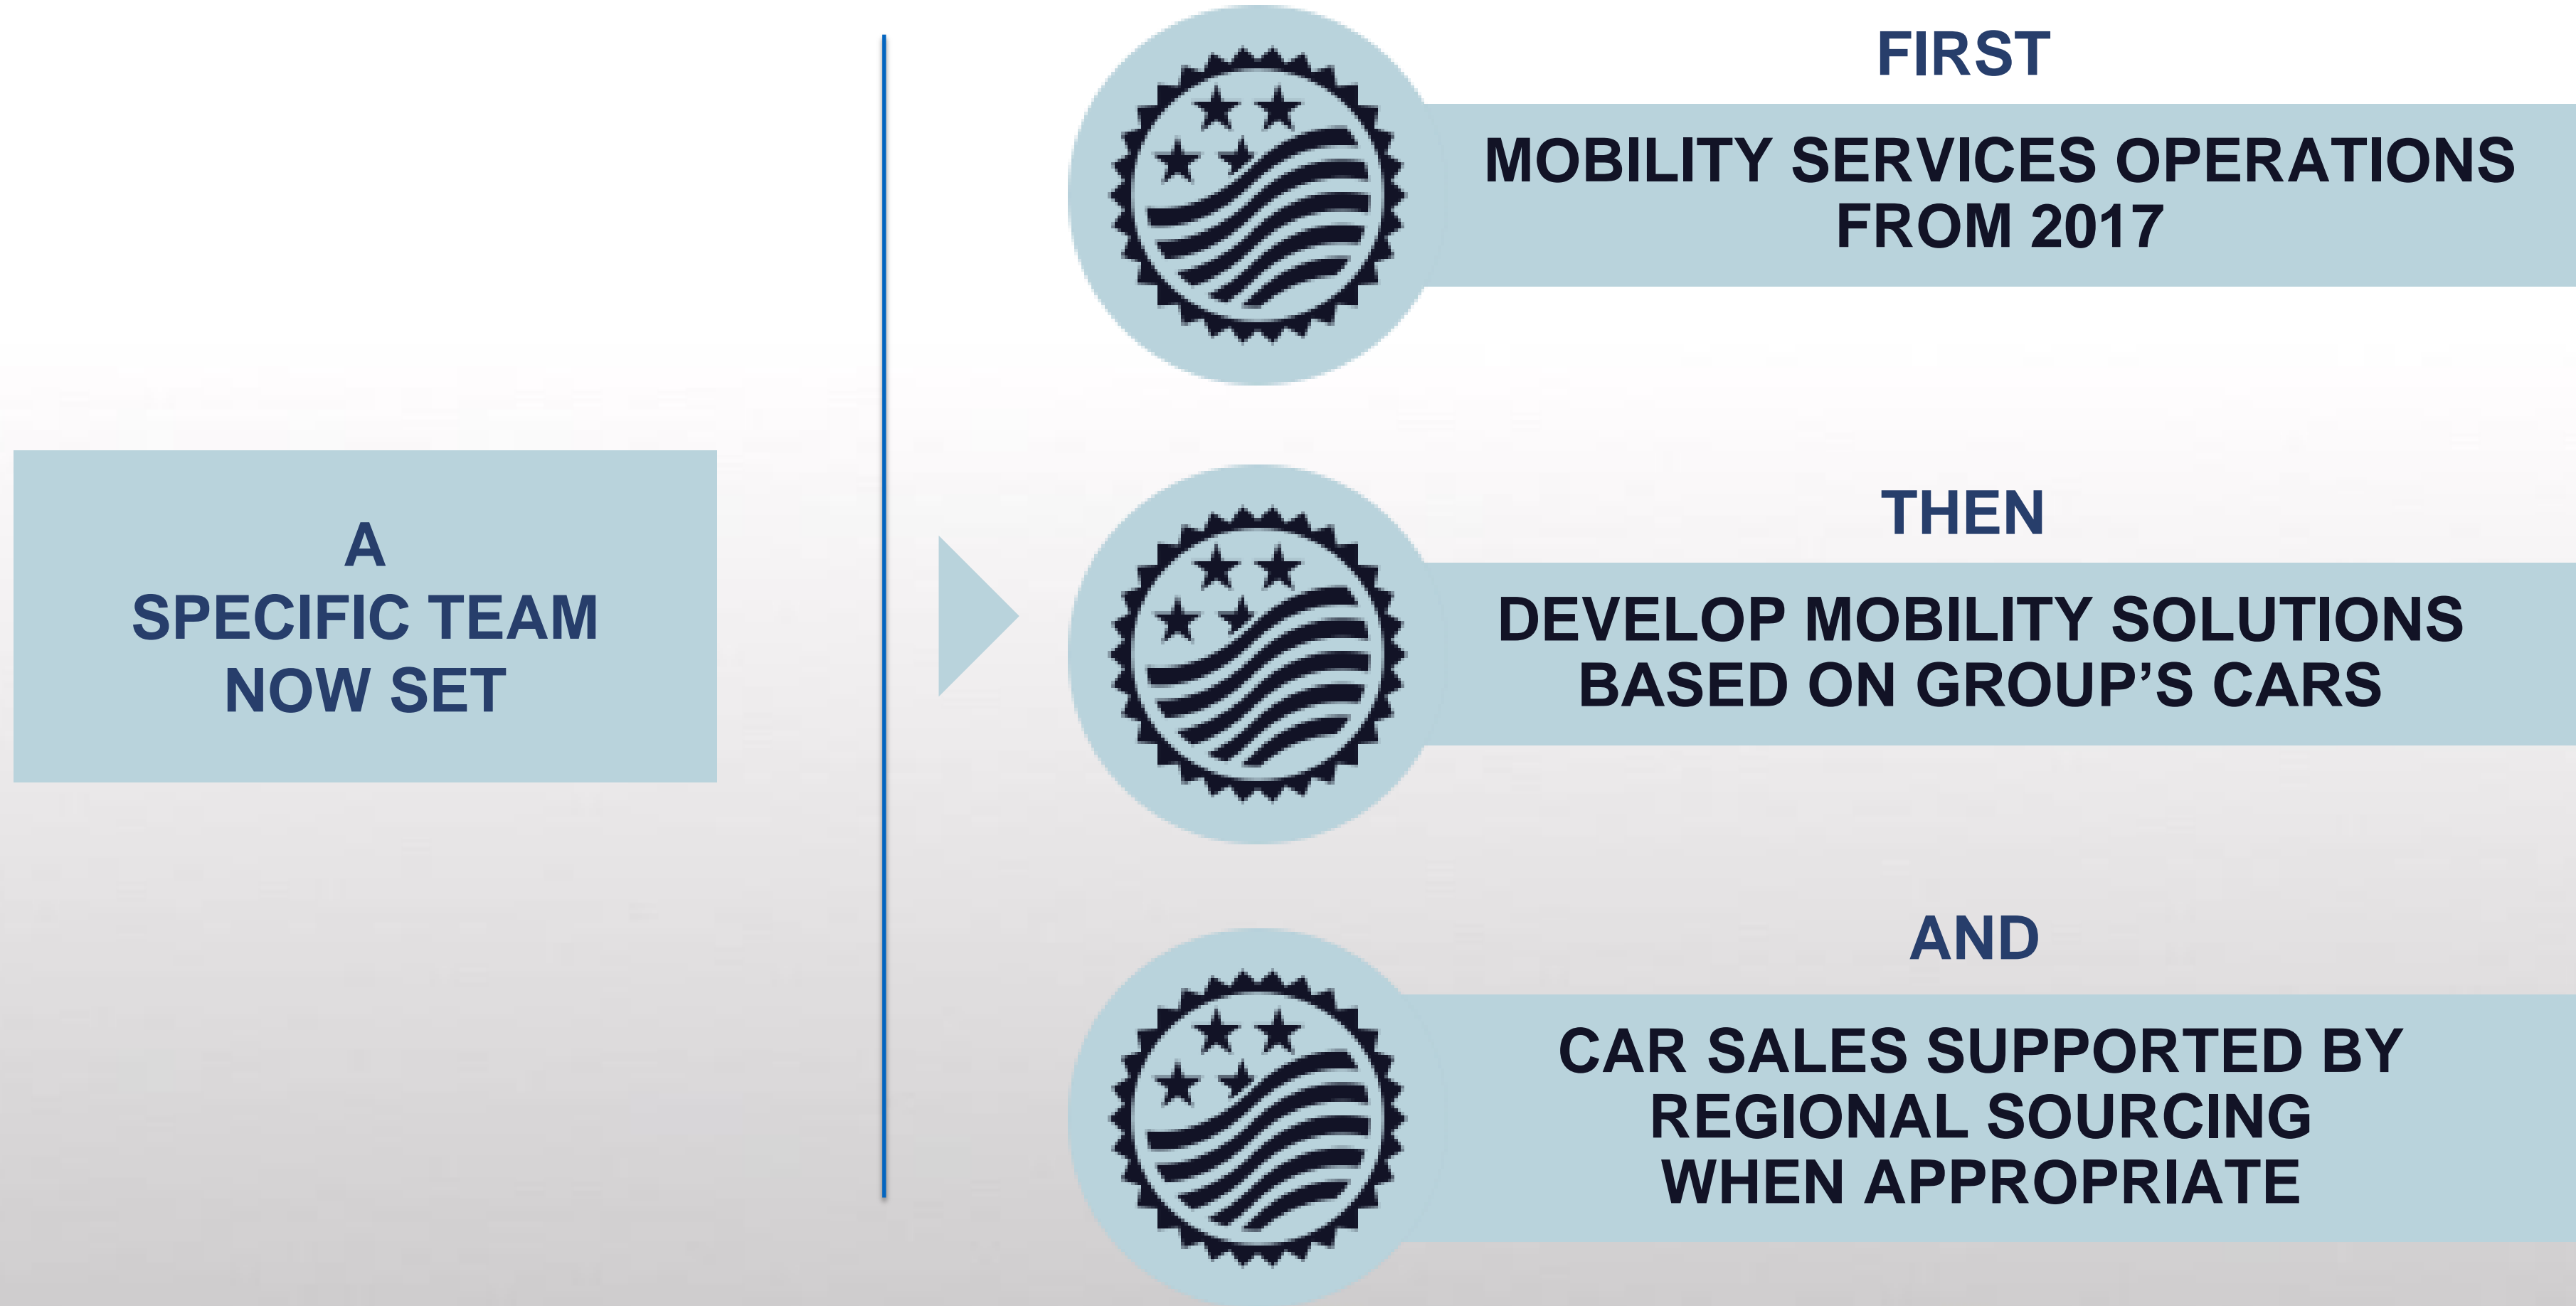 A
SPECIFIC TEAM
NOW SET
FIRST
MOBILITY SERVICES OPERATIONS
FROM 2017
THEN
DEVELOP MOBILITY SOLUTIONS
BASED ON GROUP’S CARS
AND
CAR SALES SUPPORTED BY
REGIONAL SOURCING
WHEN APPROPRIATE